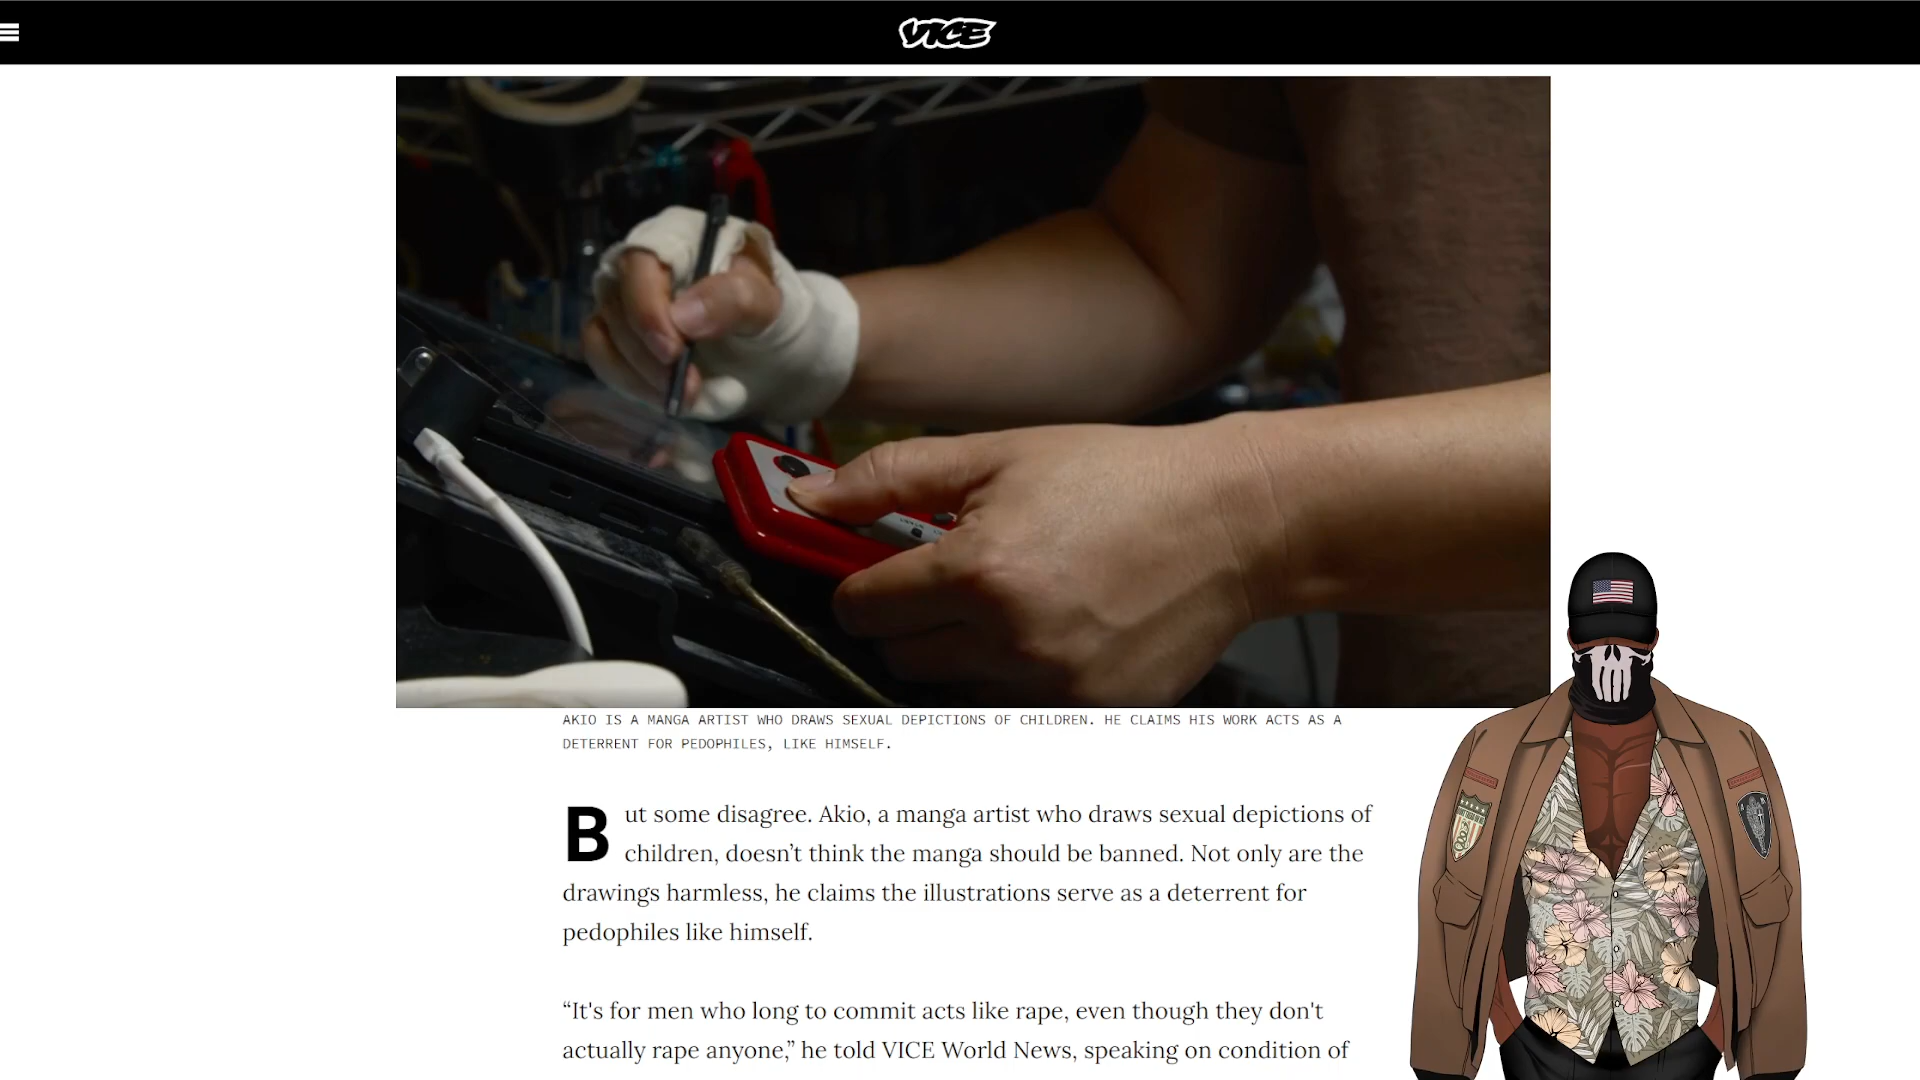 VICE
AKIO IS A MANGA ARTIST WHO DRAWS SEXUAL DEPICTIONS OF CHILDREN. HE CLAIMS HIS WORK ACTS AS A
DETERRENT FOR PEDOPHILES, LIKE HIMSELF.
But some disagree. Akio, a manga artist who draws sexual depictions of
children, doesn’t think the manga should be banned. Not only are the
drawings harmless, he claims the illustrations serve as a deterrent for
pedophiles like himself.
“It's for men who long to commit acts like rape, even though they don't
actually rape anyone,” he told VICE World News, speaking on condition of